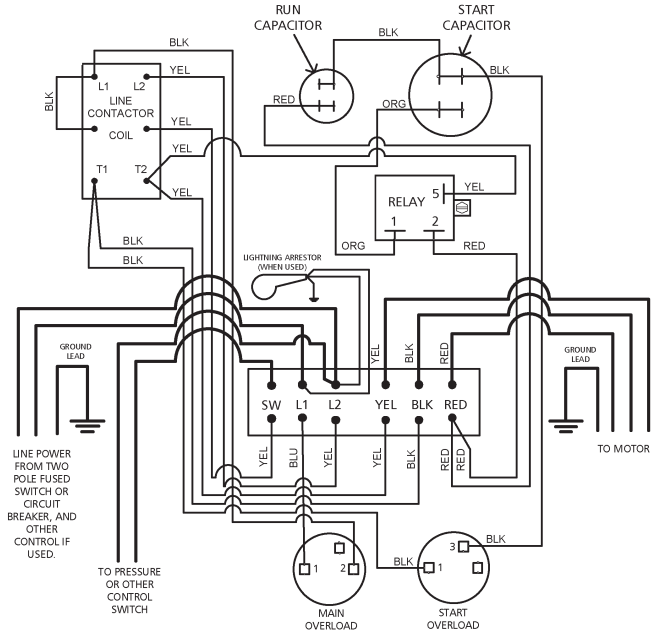 RUN
CAPACITOR
START
CAPACITOR
BLK
BLK
BLK
RED
ORG
BLK
L1
L2
YEL
LINE
CONTACTOR
COIL
YEL
YEL
T1
T2
YEL
BLK
BLK
RELAY
5
1
2
YEL
ORG
RED
LIGHTNING ARRESTOR
(WHEN USED)
GROUND
LEAD
YEL
BLK
RED
GROUND
LEAD
SW
L1
L2
YEL
BLK
RED
YEL
BLU
YEL
YEL
BLK
RED
RED
LINE POWER
FROM TWO
POLE FUSED
SWITCH OR
CIRCUIT
BREAKER, AND
OTHER
CONTROL IF
USED.
TO MOTOR
TO PRESSURE
OR OTHER
CONTROL
SWITCH
1
2
MAIN
OVERLOAD
BLK
3
1
BLK
START
OVERLOAD